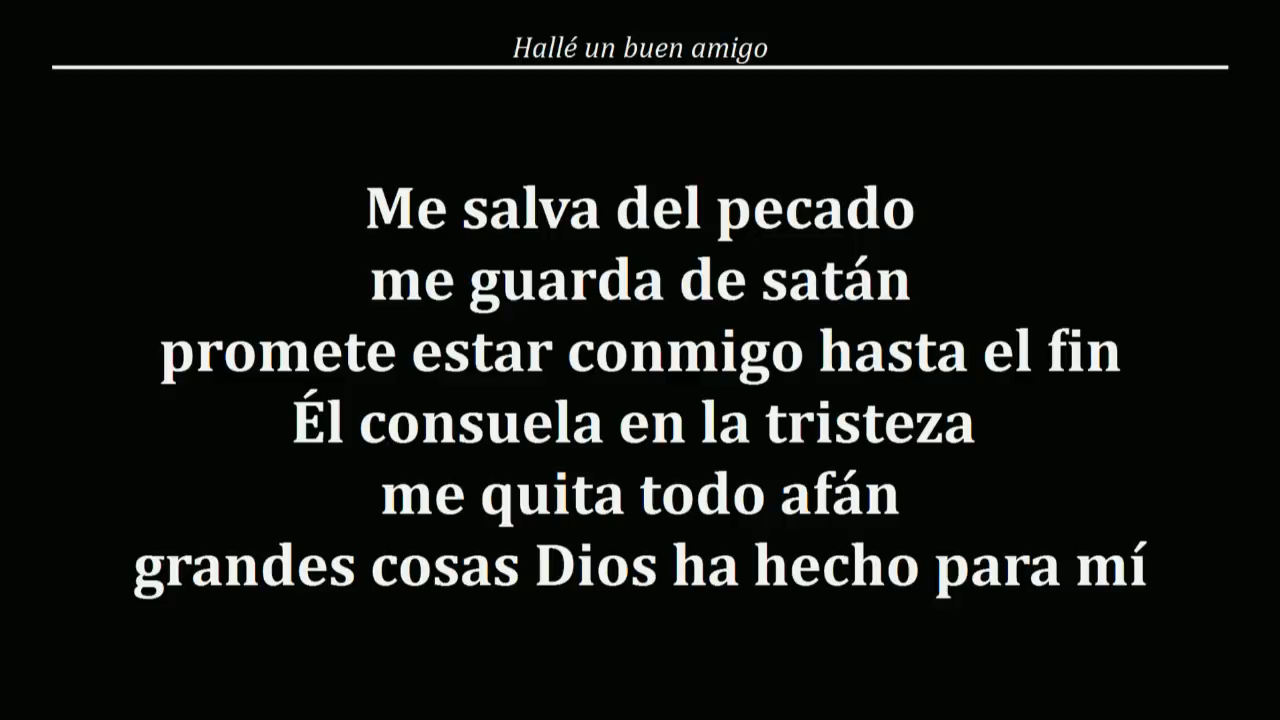 Hallé un buen amigo
Me salva del pecado
me guarda de satán
promete estar conmigo hasta el fin
Él consuela en la tristeza
me quita todo afán
grandes cosas Dios ha hecho para mí